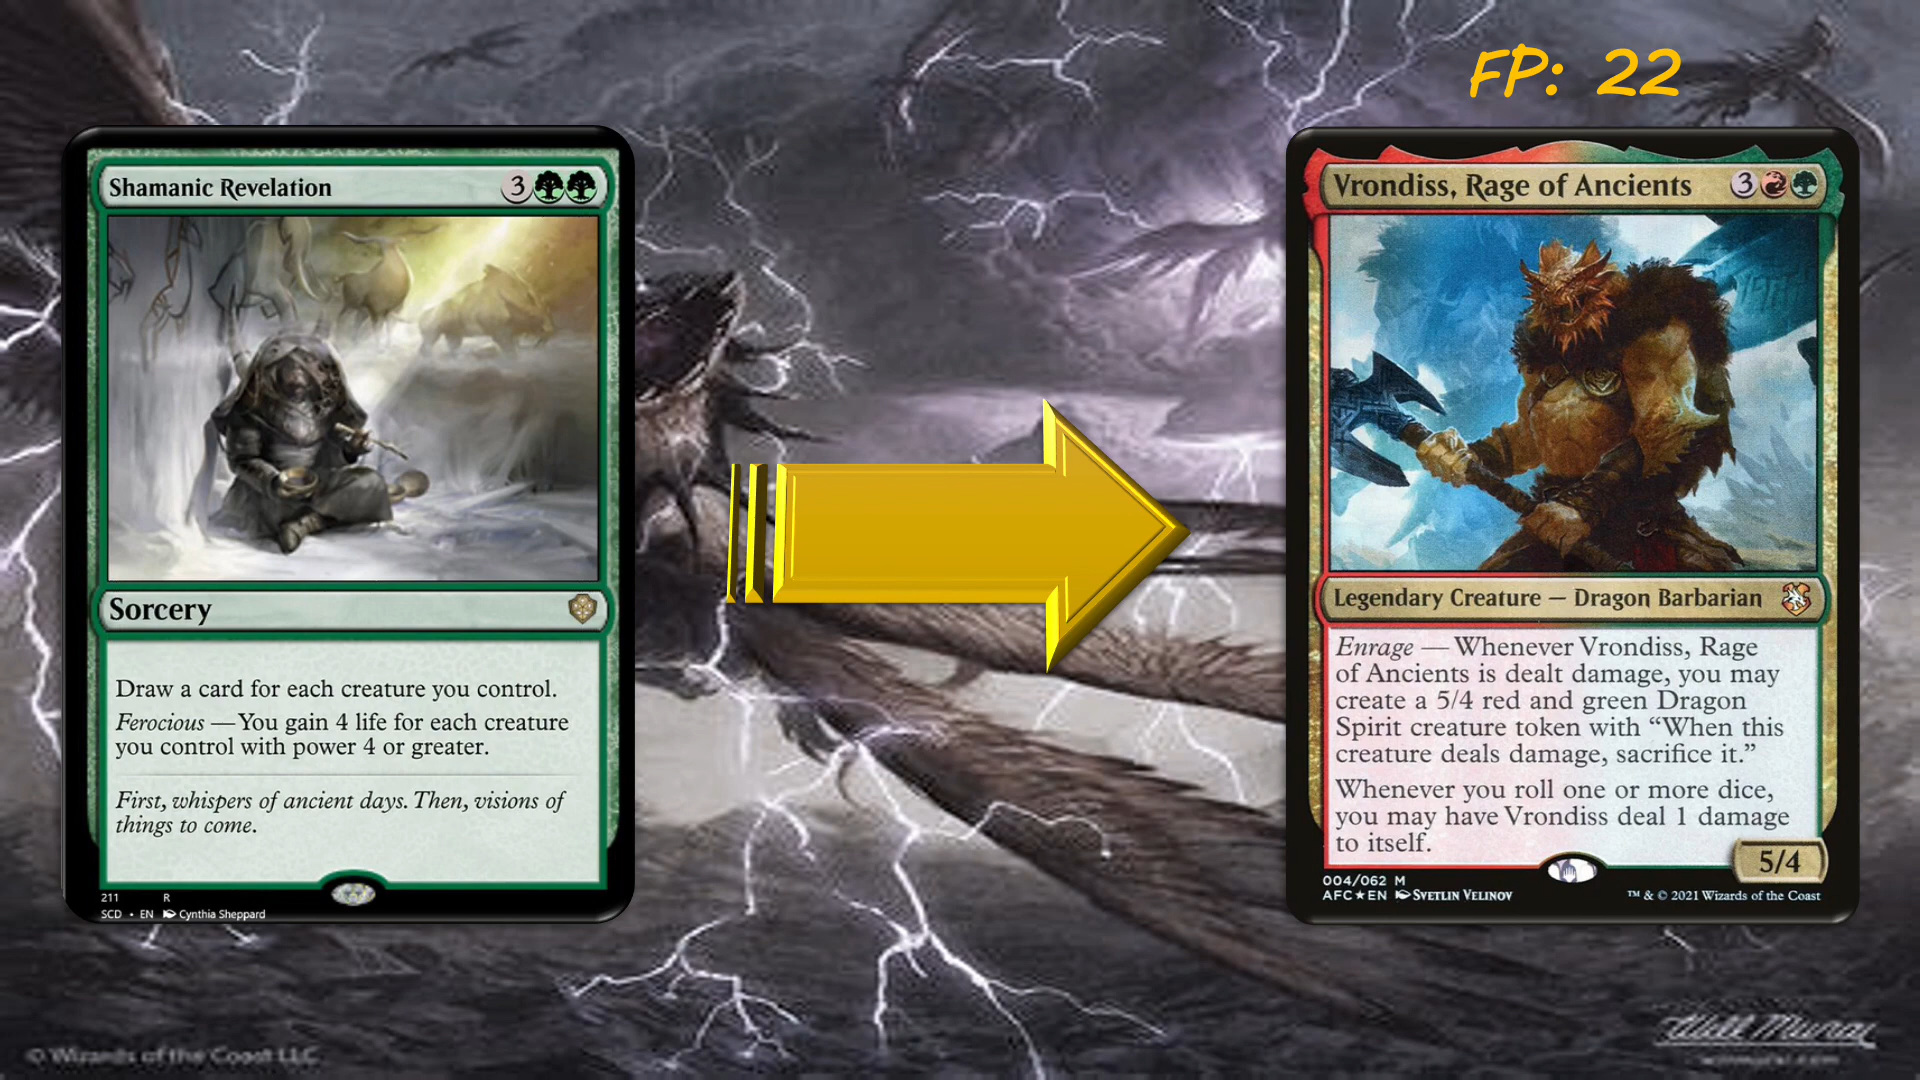 FP: 22
Shamanic Revelation 3
Sorcery
Draw a card for each creature you control.
Ferocious — You gain 4 life for each creature
you control with power 4 or greater.
First, whispers of ancient days. Then, visions of
things to come.
211 R
SCD • EN Cynthia Sheppard
Vrondiss, Rage of Ancients 3
Legendary Creature — Dragon Barbarian
Enrage — Whenever Vrondiss, Rage
of Ancients is dealt damage, you may
create a 5/4 red and green Dragon
Spirit creature token with “When this
creature deals damage, sacrifice it.”
Whenever you roll one or more dice,
you may have Vrondiss deal 1 damage
to itself.
5/4
004/062 M
AFC★EN Svetlin Velinov
™ & © 2021 Wizards of the Coast
© Wizards of the Coast LLC